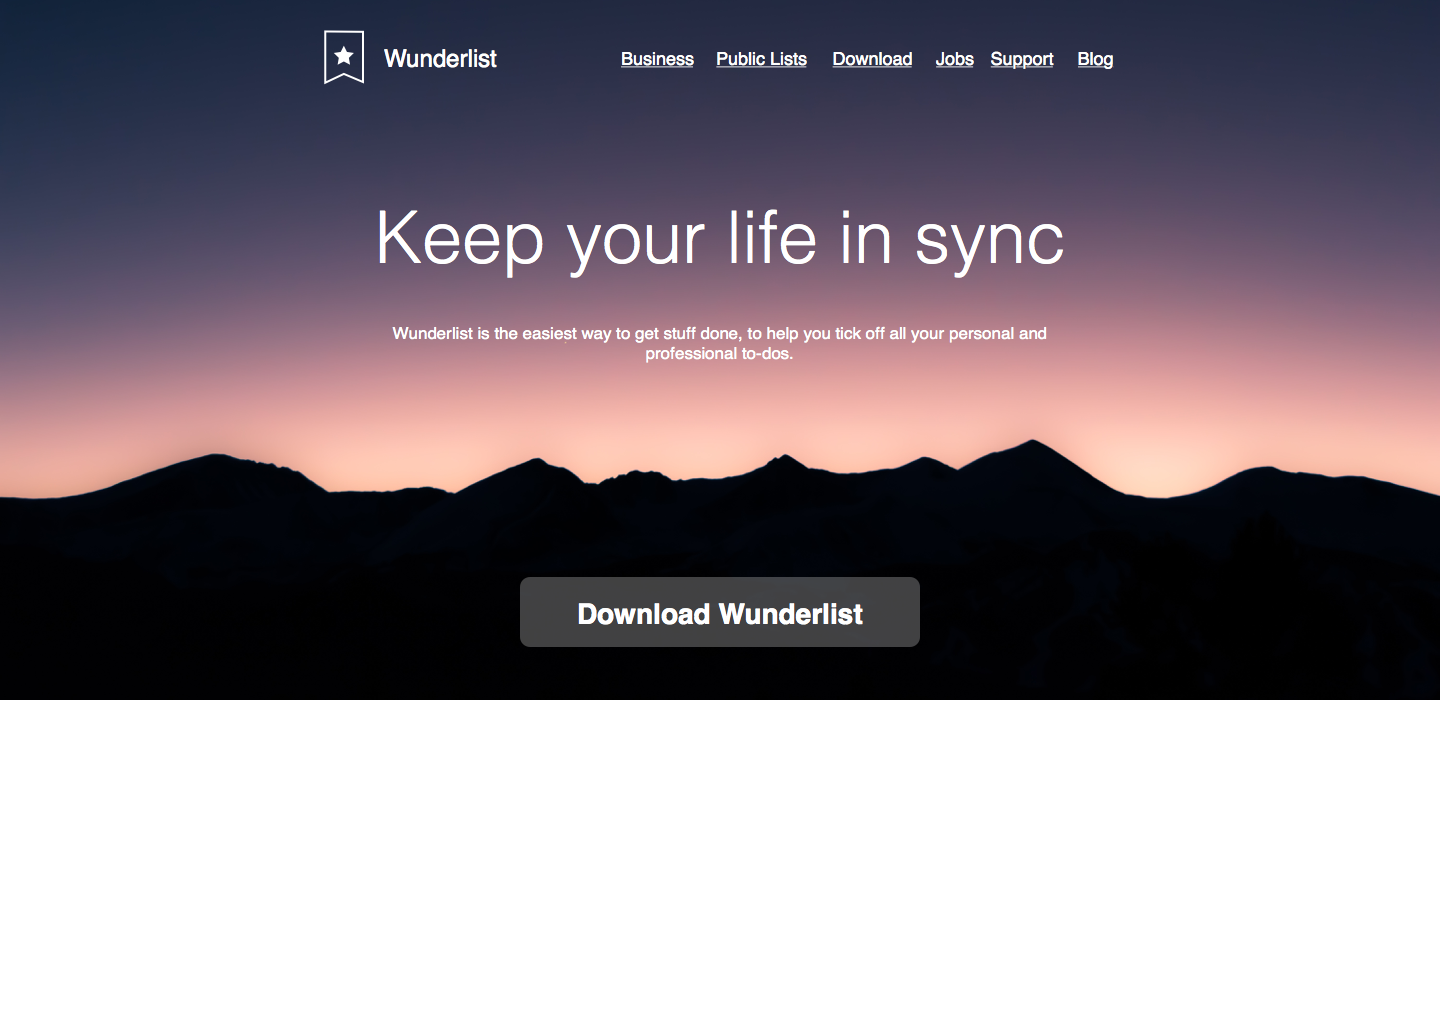 Wunderlist
Business Public Lists Download Jobs Support Blog
Keep your life in sync
Wunderlist is the easiest way to get stuff done, to help you tick off all your personal and
professional to-dos.
Download Wunderlist